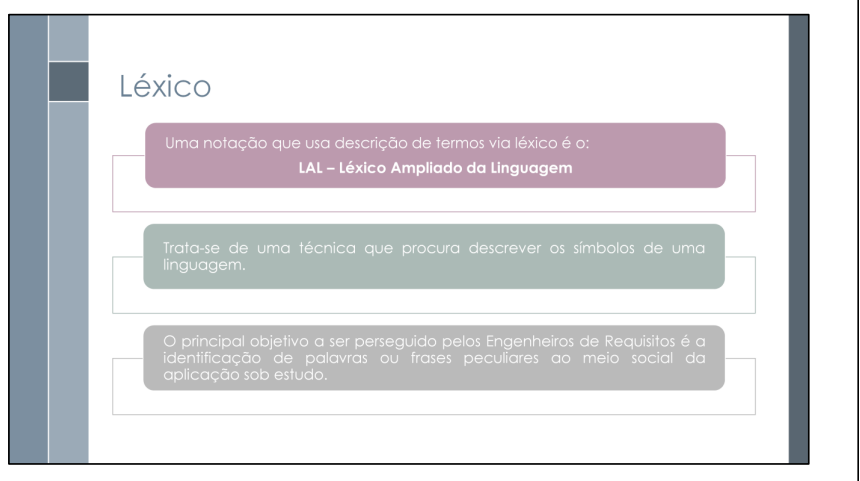 Léxico
Uma notação que usa descrição de termos via léxico é o:
LAL – Léxico Ampliado da Linguagem
Trata-se de uma técnica que procura descrever os símbolos de uma
linguagem.
O principal objetivo a ser perseguido pelos Engenheiros de Requisitos é a
identificação de palavras ou frases peculiares ao meio social da
aplicação sob estudo.